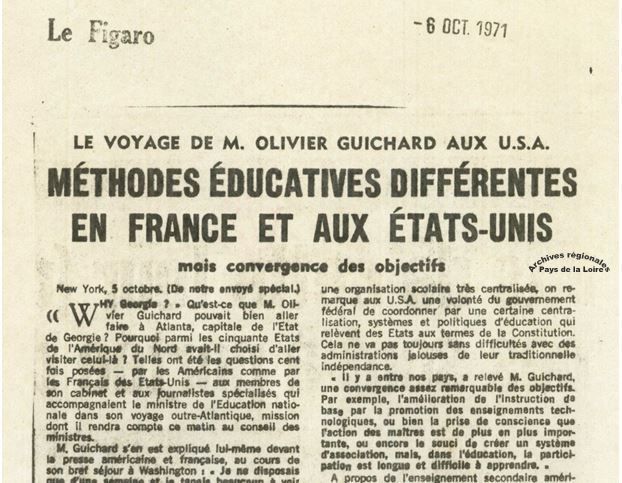 Le Figaro
-6 OCT. 1971
LE VOYAGE DE M. OLIVIER GUICHARD AUX U.S.A.
MÉTHODES ÉDUCATIVES DIFFÉRENTES
EN FRANCE ET AUX ÉTATS-UNIS
mais convergence des objectifs
Archives régionales
Pays de la Loire
New York, 5 octobre. (De notre envoyé spécial.)
« WHY Georgie ? » Qu'est-ce que M. Oli-
vier Guichard pouvait bien aller
faire à Atlanta, capitale de l'Etat
de Georgie? Pourquoi parmi les cinquante Etats
de l'Amérique du Nord avait-il choisi d'aller
visiter celui-là ? Telles ont été les questions cent
fois posées — par les Américains comme par
les Français des Etats-Unis — aux membres de
son cabinet et aux journalistes spécialisés qui
accompagnaient le ministre de l'Education natio-
nale dans son voyage outre-Atlantique, mission
dont il rendra compte ce matin au conseil des
ministres.
M. Guichard s'en est expliqué lui-même devant
la presse américaine et française, au cours de
son bref séjour à Washington : « Je ne disposais
que d'une semaine et je tenais beaucoup à voir
une organisation scolaire très centralisée, on re-
marque aux U.S.A. une volonté du gouvernement
fédéral de coordonner par une certaine centra-
lisation, systèmes et politiques d'éducation qui
relèvent des Etats aux termes de la Constitution.
Cela ne va pas toujours sans difficultés avec des
administrations jalouses de leur traditionnelle
indépendance.
« Il y a entre nos pays, a relevé M. Guichard,
une convergence assez remarquable des objectifs.
Par exemple, l'amélioration de l'instruction de
base par la promotion des enseignements tech-
nologiques, ou bien la prise de conscience que
l'action des maîtres est de plus en plus impor-
tante, ou encore le souci de créer un système
d'association, mais, dans l'éducation, la partici-
pation est longue et difficile à apprendre. »
A propos de l'enseignement secondaire améri-